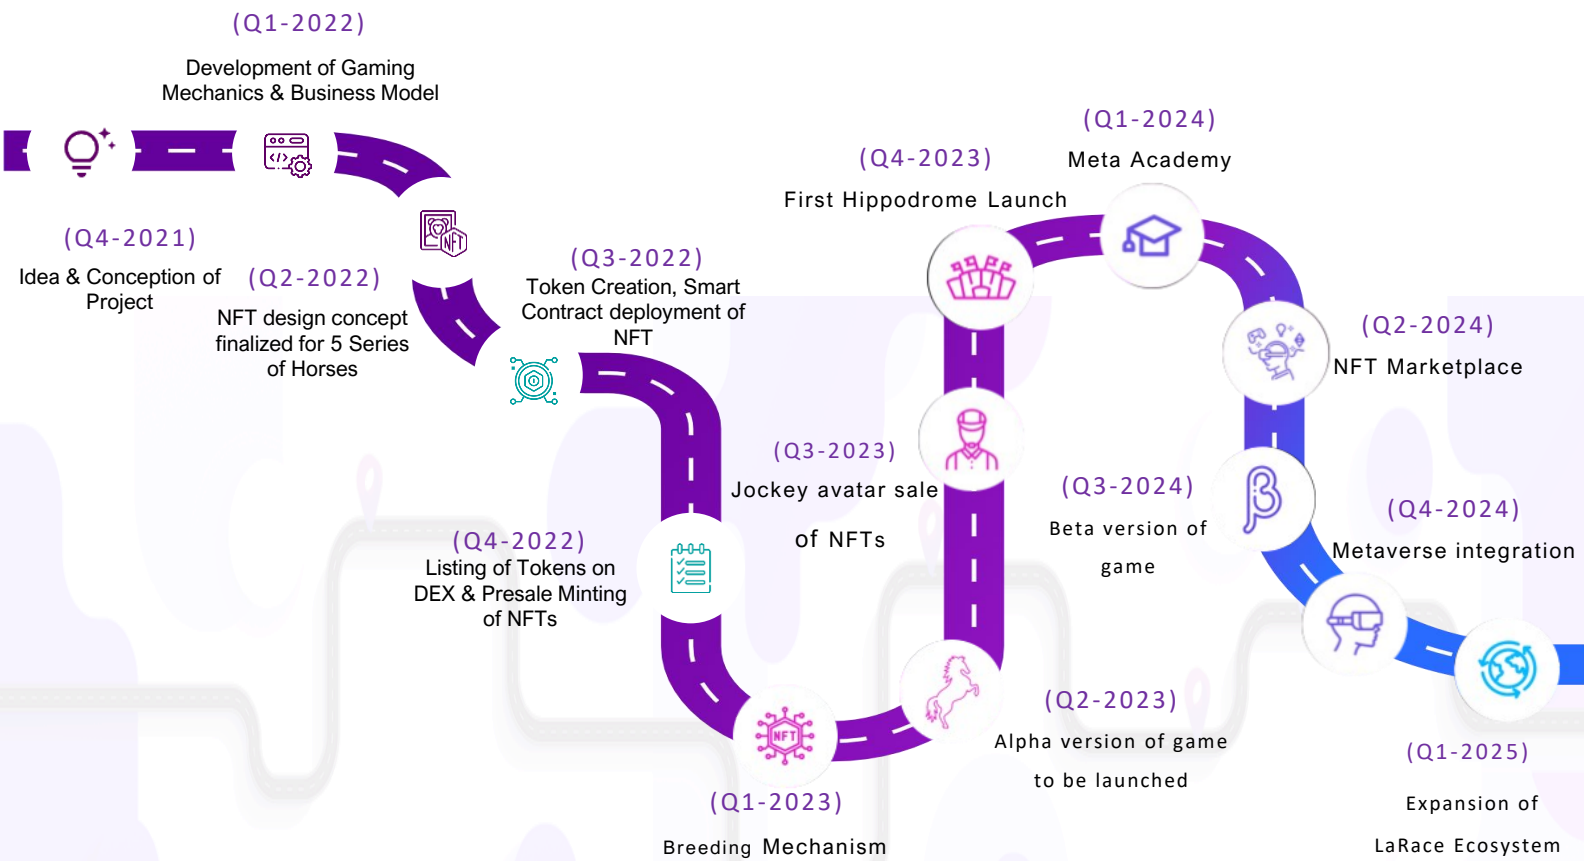 (Q1-2022)
Development of Gaming
Mechanics & Business Model
(Q4-2021)
Idea & Conception of
Project
(Q2-2022)
NFT design concept
finalized for 5 Series
of Horses
NFT
(Q3-2022)
Token Creation, Smart
Contract deployment of
NFT
(Q4-2022)
Listing of Tokens on
DEX & Presale Minting
of NFTs
NFT
(Q1-2023)
Breeding Mechanism
(Q2-2023)
Alpha version of game
to be launched
(Q3-2023)
Jockey avatar sale
of NFTs
(Q4-2023)
First Hippodrome Launch
(Q1-2024)
Meta Academy
(Q2-2024)
NFT Marketplace
(Q3-2024)
Beta version of
game
β
(Q4-2024)
Metaverse integration
(Q1-2025)
Expansion of
LaRace Ecosystem